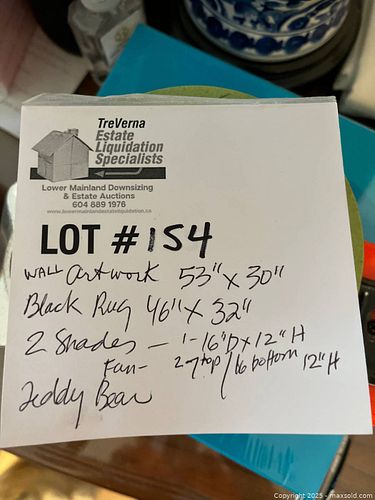 TreVerna
Estate
Liquidation
Specialists
Lower Mainland Downsizing
& Estate Auctions
604 889 1976
www.lowermainlandestateliquidation.ca
LOT #154
WALL Artwork 53" x 30"
Black Rug 46" x 32"
2 Shades - 1-16"D x 12"H
Fan- 2-7top / 16 bottom 12"H
Teddy Bear
Copyright 2025 - maxsold.com